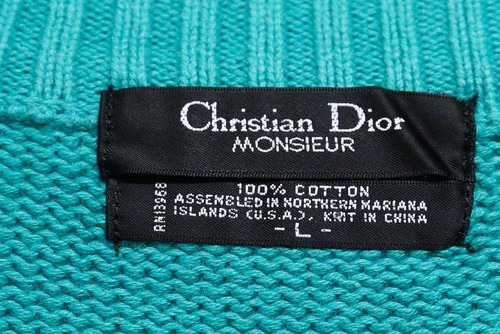 Christian Dior
MONSIEUR
100% COTTON
ASSEMBLED IN NORTHERN MARIANA
ISLANDS (U.S.A.), KNIT IN CHINA
- L -
RN13968